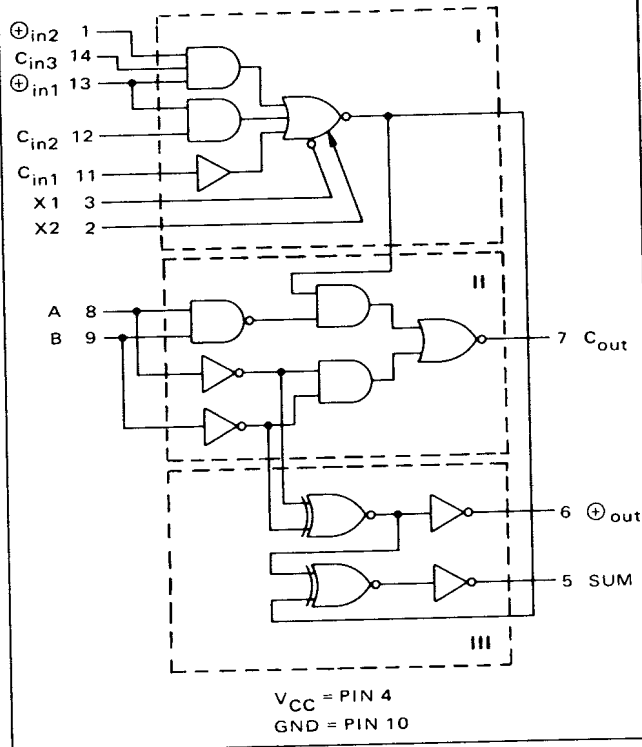 ⊕in2 1
Cin3 14
⊕in1 13
Cin2 12
Cin1 11
X1 3
X2 2
I
A 8
B 9
II
7 Cout
6 ⊕out
5 SUM
III
VCC = PIN 4
GND = PIN 10